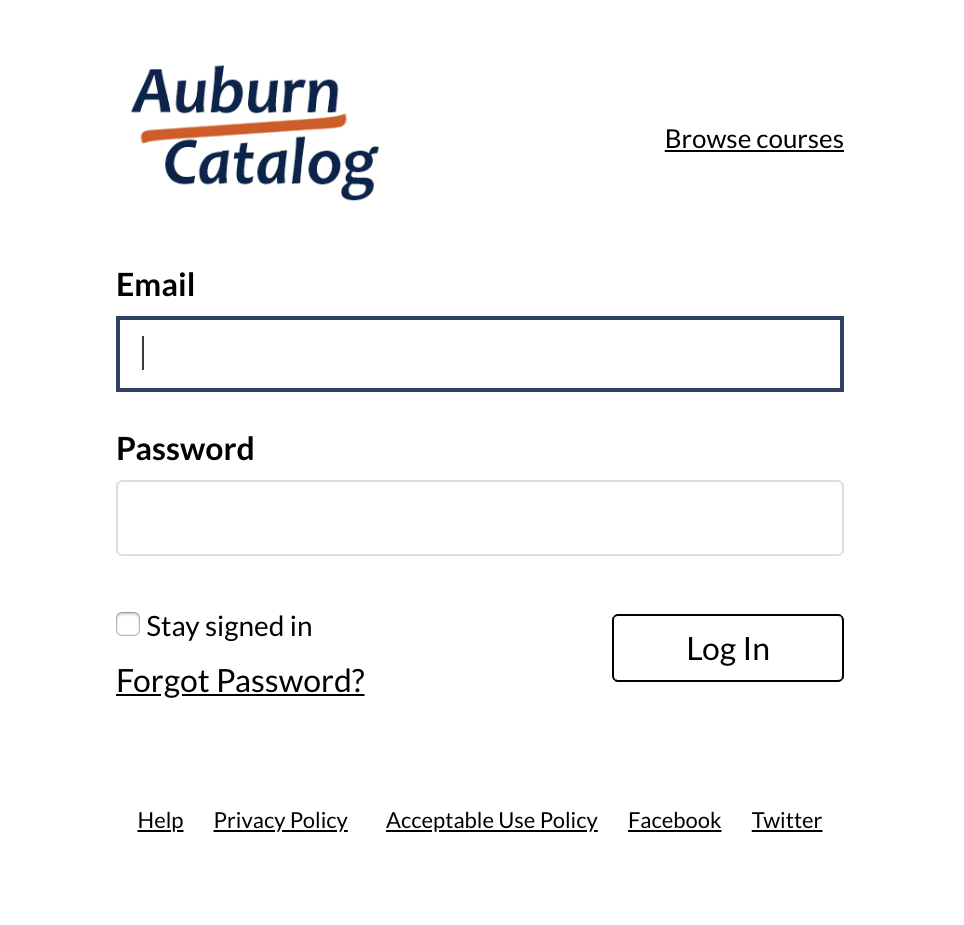 Auburn
Catalog
Browse courses
Email
Password
Stay signed in
Log In
Forgot Password?
Help Privacy Policy Acceptable Use Policy Facebook Twitter